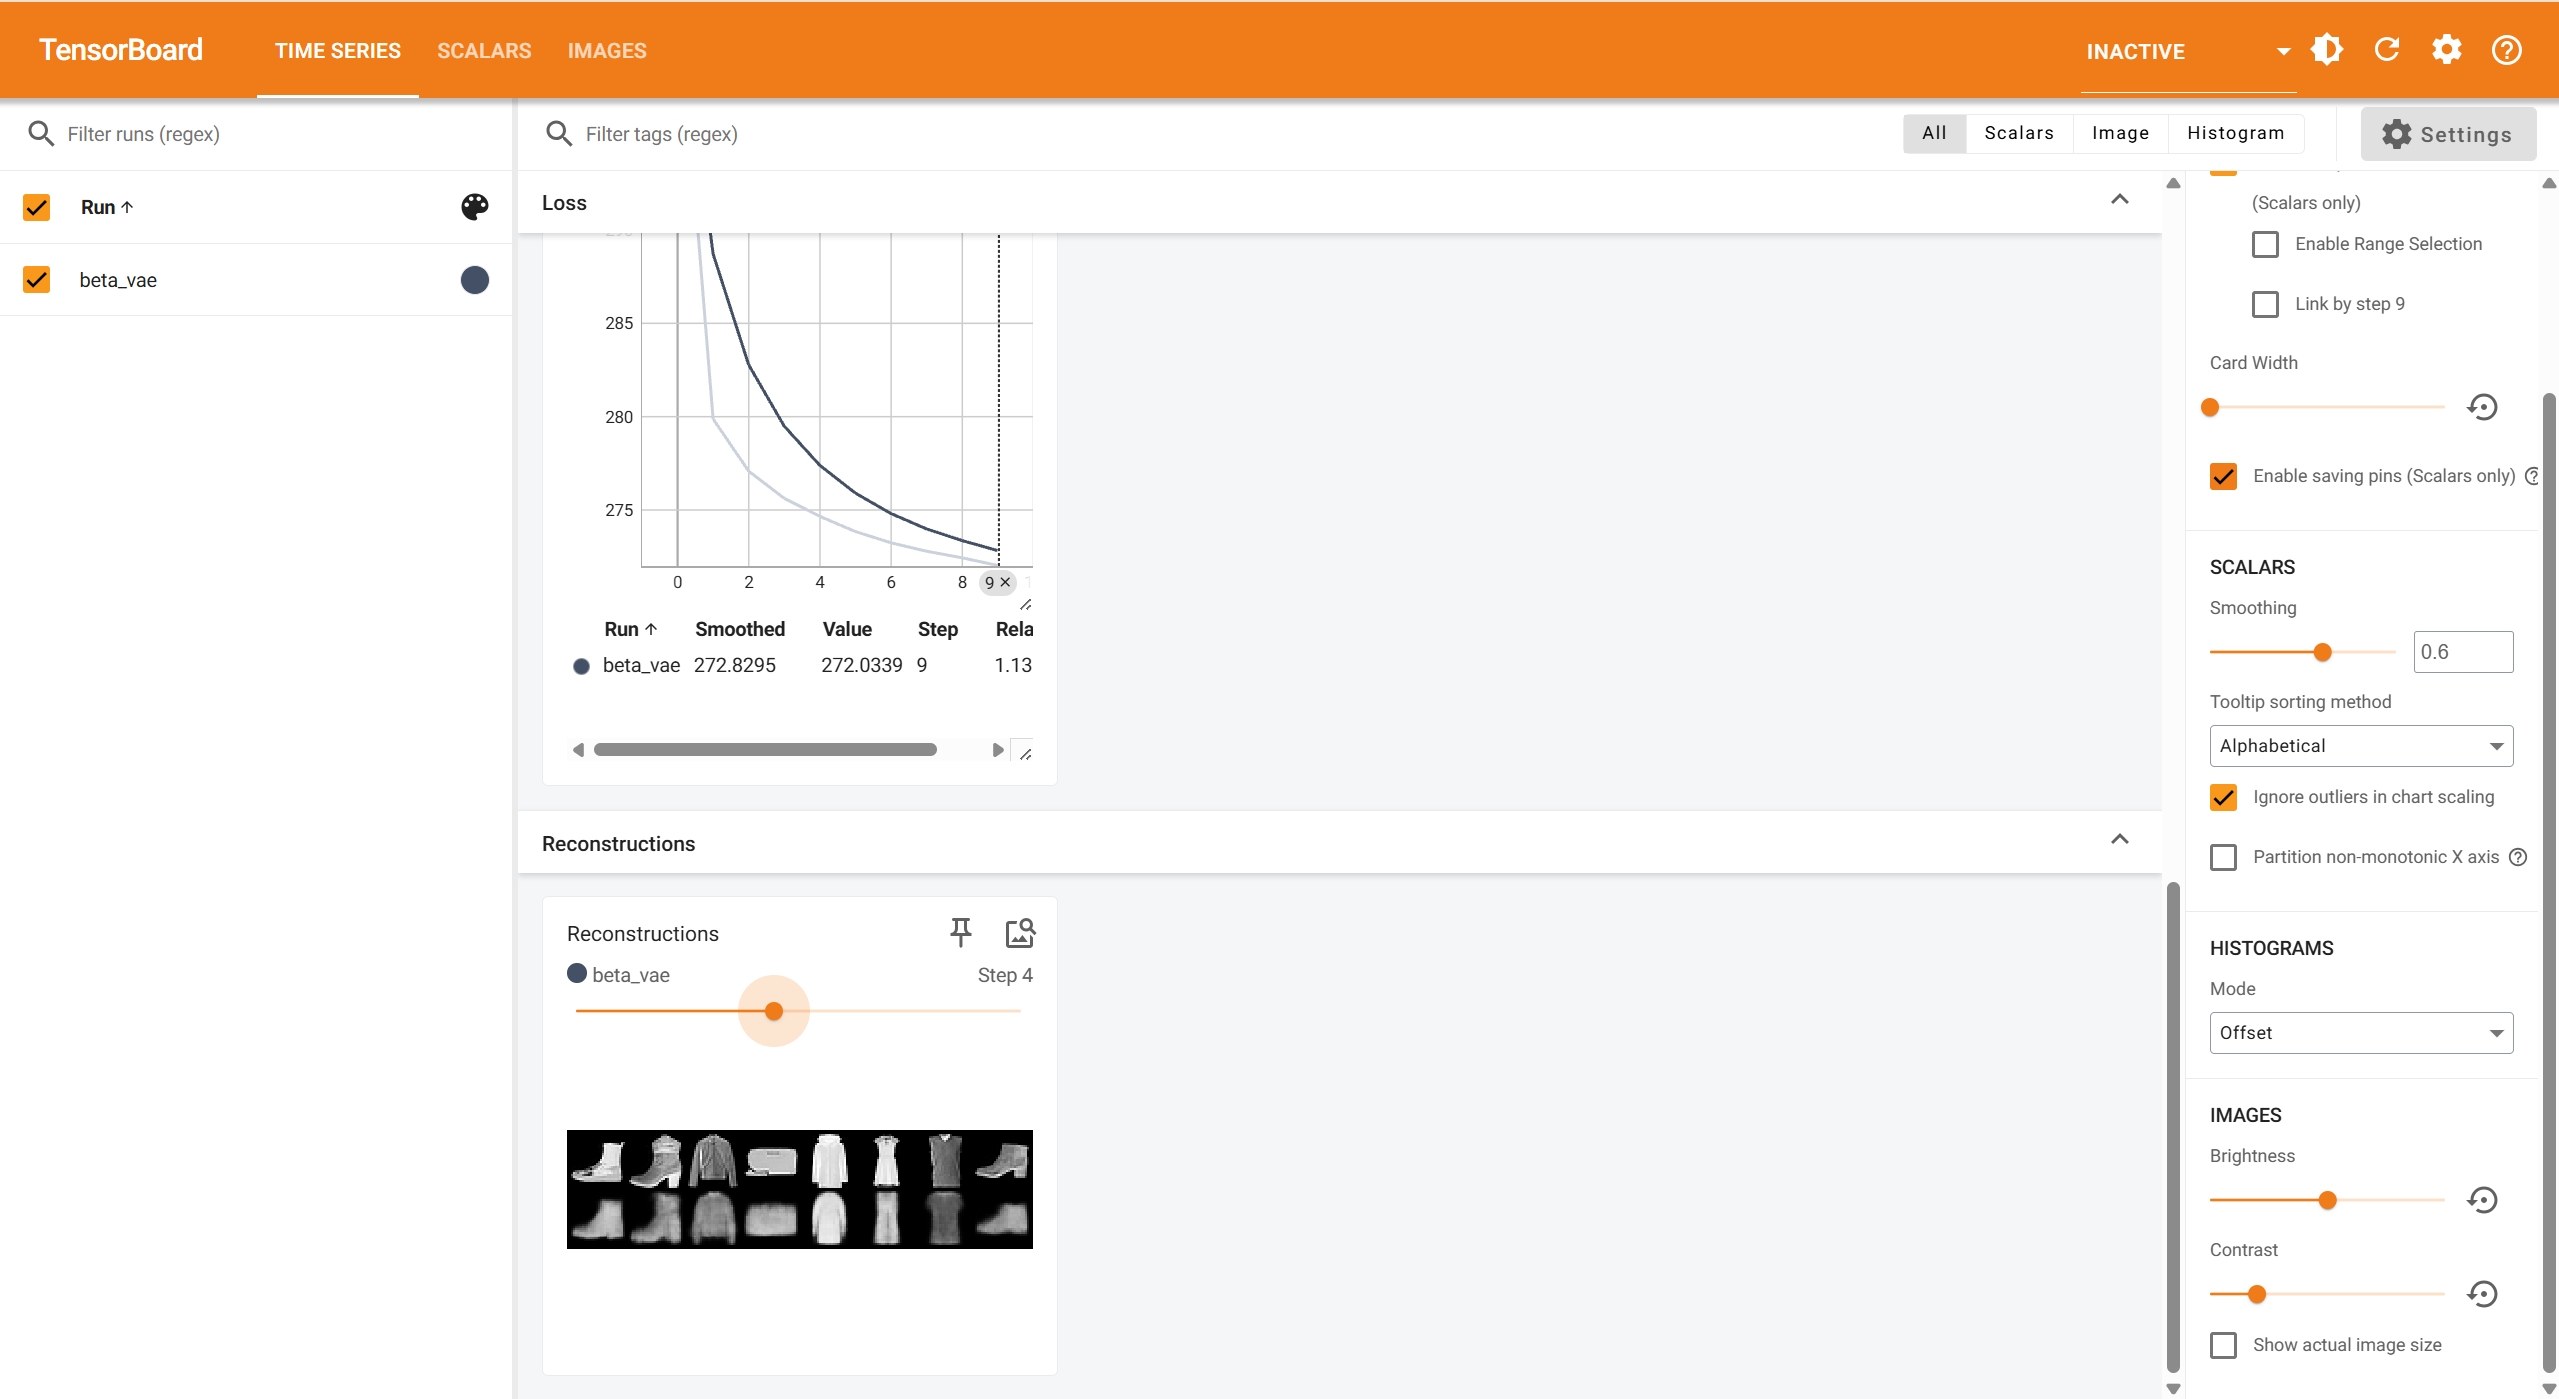 TensorBoard
TIME SERIES
SCALARS
IMAGES
INACTIVE
Filter runs (regex)
Run
beta_vae
Filter tags (regex)
All
Scalars
Image
Histogram
Settings
Loss
285
280
275
0 2 4 6 8 9 ×
Run Smoothed Value Step Rela
beta_vae 272.8295 272.0339 9 1.13
Reconstructions
Reconstructions
beta_vae Step 4
(Scalars only)
Enable Range Selection
Link by step 9
Card Width
Enable saving pins (Scalars only)
SCALARS
Smoothing
0.6
Tooltip sorting method
Alphabetical
Ignore outliers in chart scaling
Partition non-monotonic X axis
HISTOGRAMS
Mode
Offset
IMAGES
Brightness
Contrast
Show actual image size